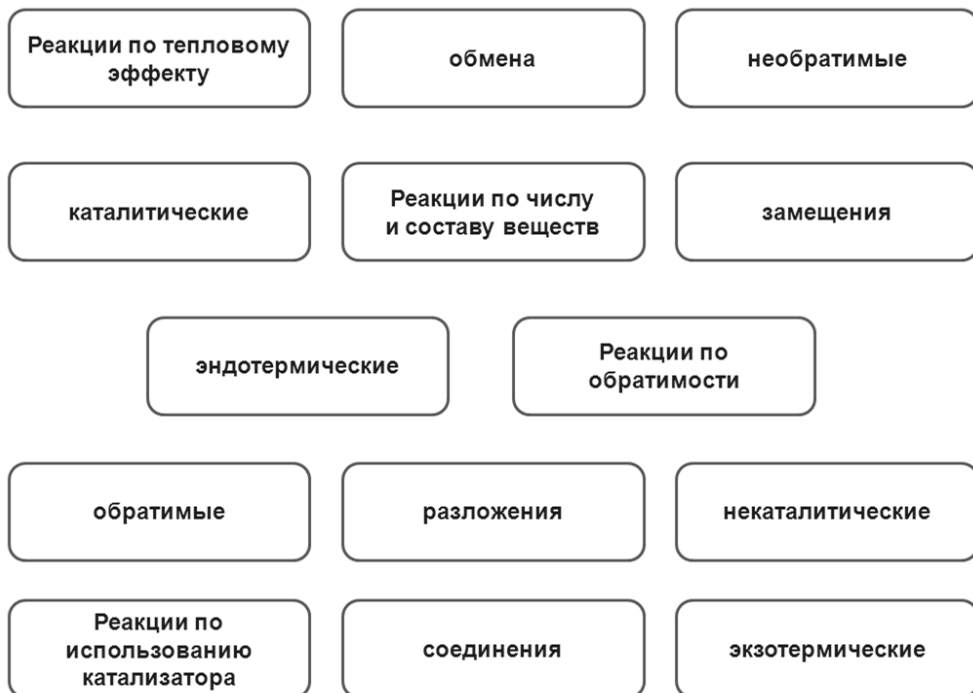 Реакции по тепловому
эффекту
обмена
необратимые
каталитические
Реакции по числу
и составу веществ
замещения
эндотермические
Реакции по
обратимости
обратимые
разложения
некаталитические
Реакции по
использованию
катализатора
соединения
экзотермические